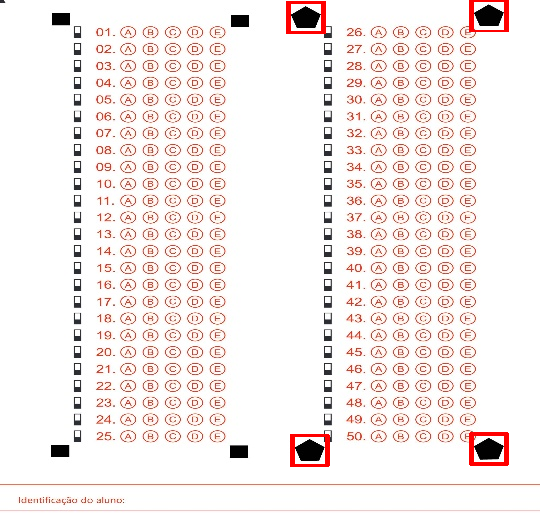 01. A B C D E
02. A B C D E
03. A B C D E
04. A B C D E
05. A B C D E
06. A B C D E
07. A B C D E
08. A B C D E
09. A B C D E
10. A B C D E
11. A B C D E
12. A B C D E
13. A B C D E
14. A B C D E
15. A B C D E
16. A B C D E
17. A B C D E
18. A B C D E
19. A B C D E
20. A B C D E
21. A B C D E
22. A B C D E
23. A B C D E
24. A B C D E
25. A B C D E
26. A B C D E
27. A B C D E
28. A B C D E
29. A B C D E
30. A B C D E
31. A B C D E
32. A B C D E
33. A B C D E
34. A B C D E
35. A B C D E
36. A B C D E
37. A B C D E
38. A B C D E
39. A B C D E
40. A B C D E
41. A B C D E
42. A B C D E
43. A B C D E
44. A B C D E
45. A B C D E
46. A B C D E
47. A B C D E
48. A B C D E
49. A B C D E
50. A B C D E
Identificação do aluno: